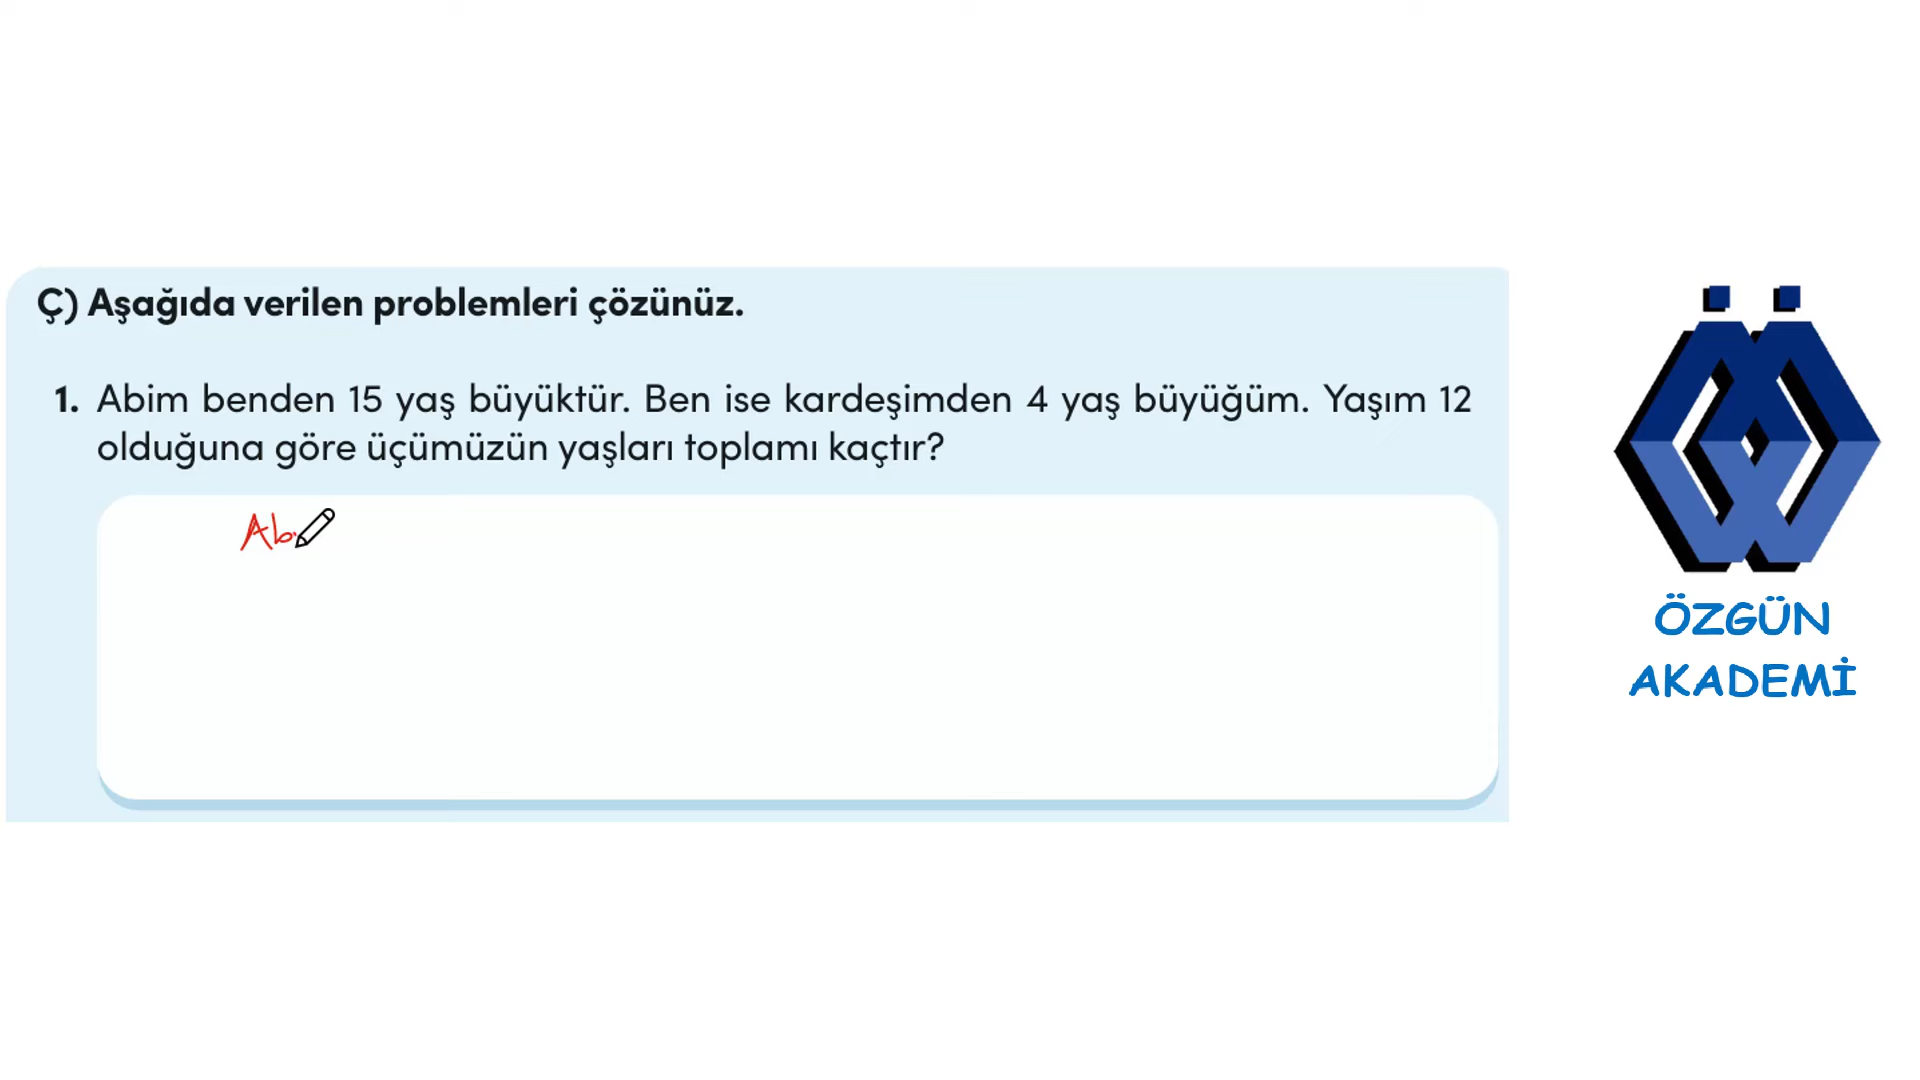 Ç) Aşağıda verilen problemleri çözünüz.
1. Abim benden 15 yaş büyüktür. Ben ise kardeşimden 4 yaş büyüğüm. Yaşım 12
olduğuna göre üçümüzün yaşları toplamı kaçtır?
Ab
ÖZGÜN
AKADEMİ